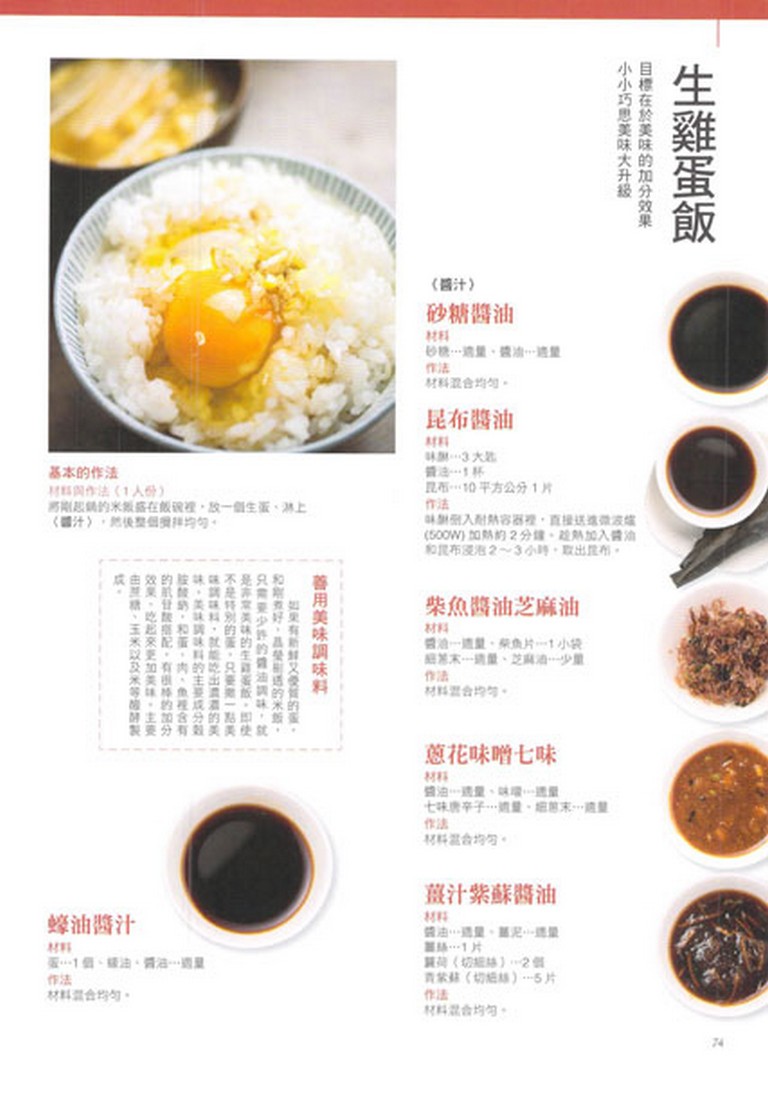 生雞蛋飯
目標在於美味的加分效果
小小巧思美味大升級
〈醬汁〉
砂糖醬油
材料
砂糖…適量、醬油…適量
作法
材料混合均勻。
昆布醬油
材料
味醂…3 大匙
醬油…1 杯
昆布…10 平方公分 1 片
作法
味醂倒入耐熱容器裡，直接送進微波爐
(500W) 加熱約 2 分鐘。趁熱加入醬油
和昆布浸泡 2 ～ 3 小時，取出昆布。
柴魚醬油芝麻油
材料
醬油…適量、柴魚片…1 小袋
細蔥末…適量、芝麻油…少量
作法
材料混合均勻。
蔥花味噌七味
材料
醬油…適量、味噌…適量
七味唐辛子…適量、細蔥末…適量
作法
材料混合均勻。
薑汁紫蘇醬油
材料
醬油…適量、薑泥…適量
薑絲…1 片
蘘荷（切細絲）…2 個
青紫蘇（切細絲）…5 片
作法
材料混合均勻。
基本的作法
材料與作法（1 人份）
將剛起鍋的米飯盛在飯碗裡，放一個生蛋、淋上
〈醬汁〉，然後整個攪拌均勻。
善用美味調味料
如果有新鮮又優質的蛋，
和剛煮好、晶瑩剔透的米飯，
只需要少許的醬油調味，就
是非常美味的生雞蛋飯。即使
不是特別的蛋，只要撒一點美
味調味料，就能吃出濃濃的美
味。美味調味料的主要成分穀
胺酸鈉，和蛋、肉、魚裡含有
的肌苷酸搭配，有很棒的加分
效果，吃起來更加美味。主要
由蔗糖、玉米以及米等醱酵製
成。
蠔油醬汁
材料
蛋…1 個、蠔油、醬油…適量
作法
材料混合均勻。
74